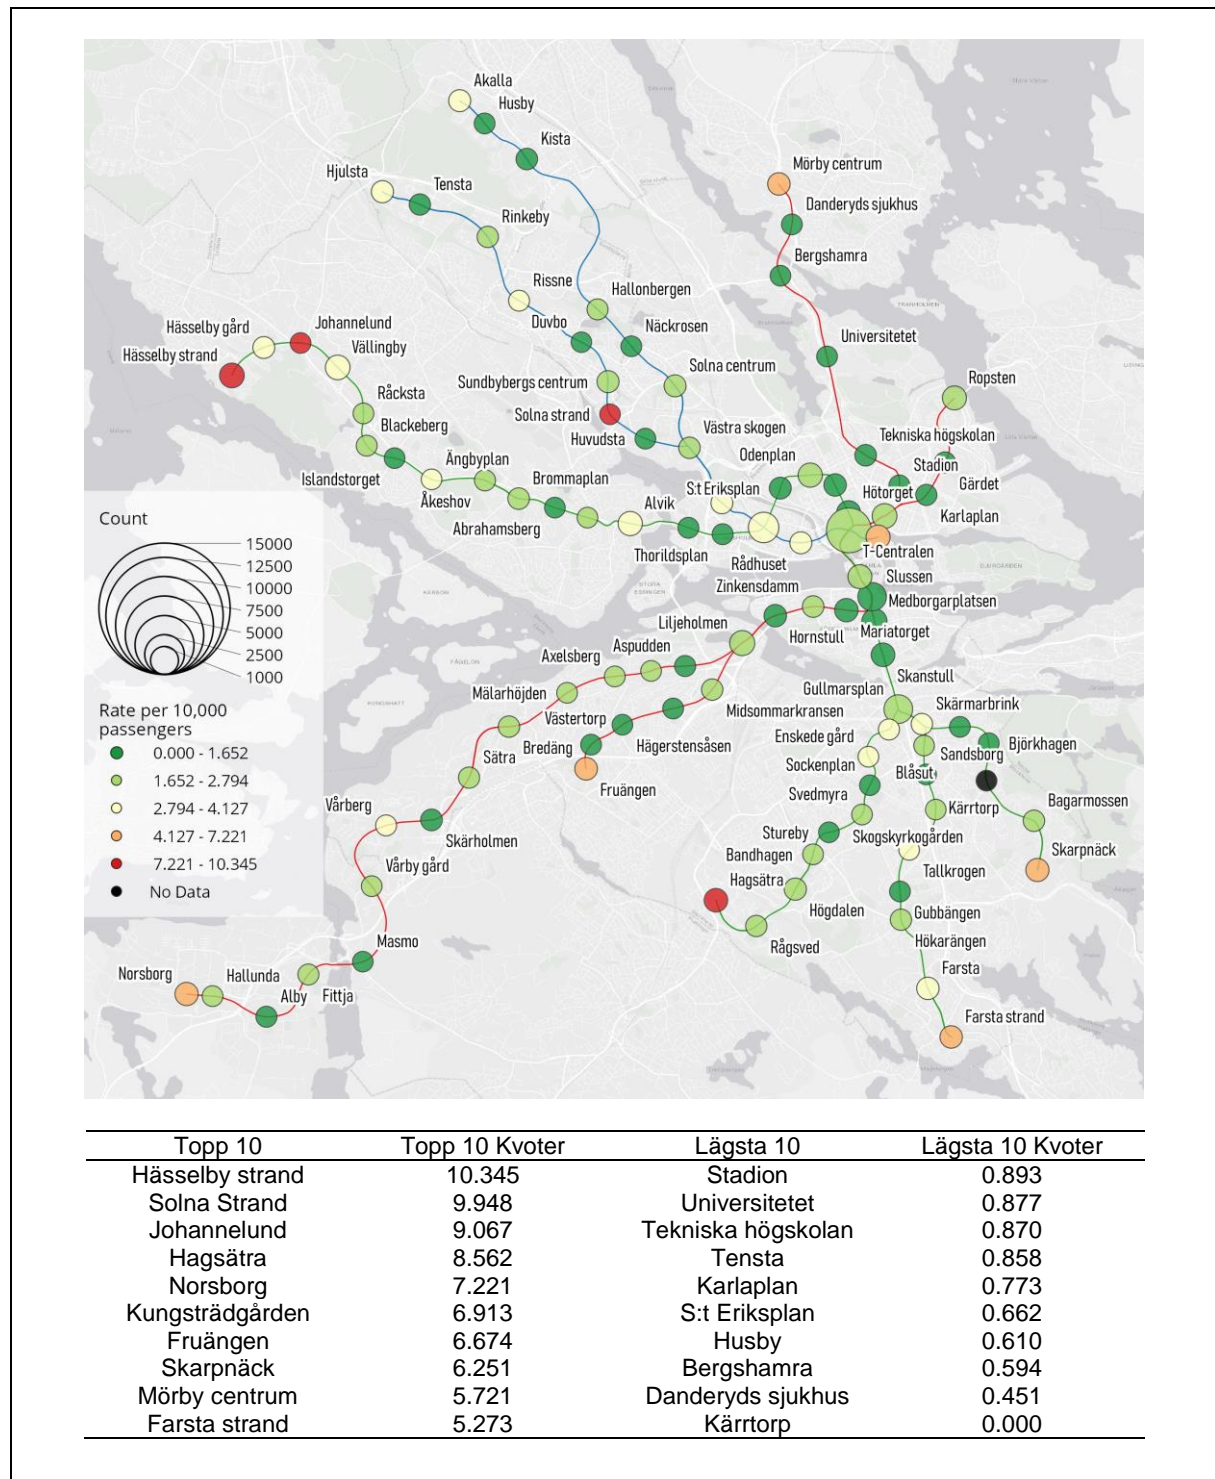 Akalla
Husby
Kista
Hjulsta
Tensta
Mörby centrum
Danderyds sjukhus
Rinkeby
Bergshamra
Rissne
Hallonbergen
Duvbo
Näckrosen
Universitetet
Hässelby gård
Johannelund
Hässelby strand
Vällingby
Solna centrum
Ropsten
Sundbybergs centrum
Råcksta
Solna strand
Blackeberg
Västra skogen
Tekniska högskolan
Huvudsta
Odenplan
Stadion
Ängbyplan
Islandstorget
Brommaplan
Gärdet
S:t Eriksplan
Hötorget
Åkeshov
Alvik
Karlaplan
Abrahamsberg
Thorildsplan
T-Centralen
Rådhuset
Slussen
Zinkensdamm
Medborgarplatsen
Liljeholmen
Mariatorget
Hornstull
Aspudden
Axelsberg
Skanstull
Mälarhöjden
Gullmarsplan
Skärmarbrink
Västertorp
Midsommarkransen
Enskede gård
Björkhagen
Bredäng
Hägerstensåsen
Sandsborg
Sätra
Sockenplan
Blåsut
Fruängen
Svedmyra
Kärrtorp
Bagarmossen
Vårberg
Skärholmen
Stureby
Skogskyrkogården
Skarpnäck
Bandhagen
Vårby gård
Hagsätra
Tallkrogen
Högdalen
Gubbängen
Rågsved
Hökarängen
Masmo
Norsborg
Hallunda
Farsta
Alby
Fittja
Farsta strand
Count
15000
12500
10000
7500
5000
2500
1000
Rate per 10,000
passengers
0.000 - 1.652
1.652 - 2.794
2.794 - 4.127
4.127 - 7.221
7.221 - 10.345
No Data
Topp 10 Topp 10 Kvoter Lägsta 10 Lägsta 10 Kvoter
Hässelby strand 10.345 Stadion 0.893
Solna Strand 9.948 Universitetet 0.877
Johannelund 9.067 Tekniska högskolan 0.870
Hagsätra 8.562 Tensta 0.858
Norsborg 7.221 Karlaplan 0.773
Kungsträdgården 6.913 S:t Eriksplan 0.662
Fruängen 6.674 Husby 0.610
Skarpnäck 6.251 Bergshamra 0.594
Mörby centrum 5.721 Danderyds sjukhus 0.451
Farsta strand 5.273 Kärrtorp 0.000